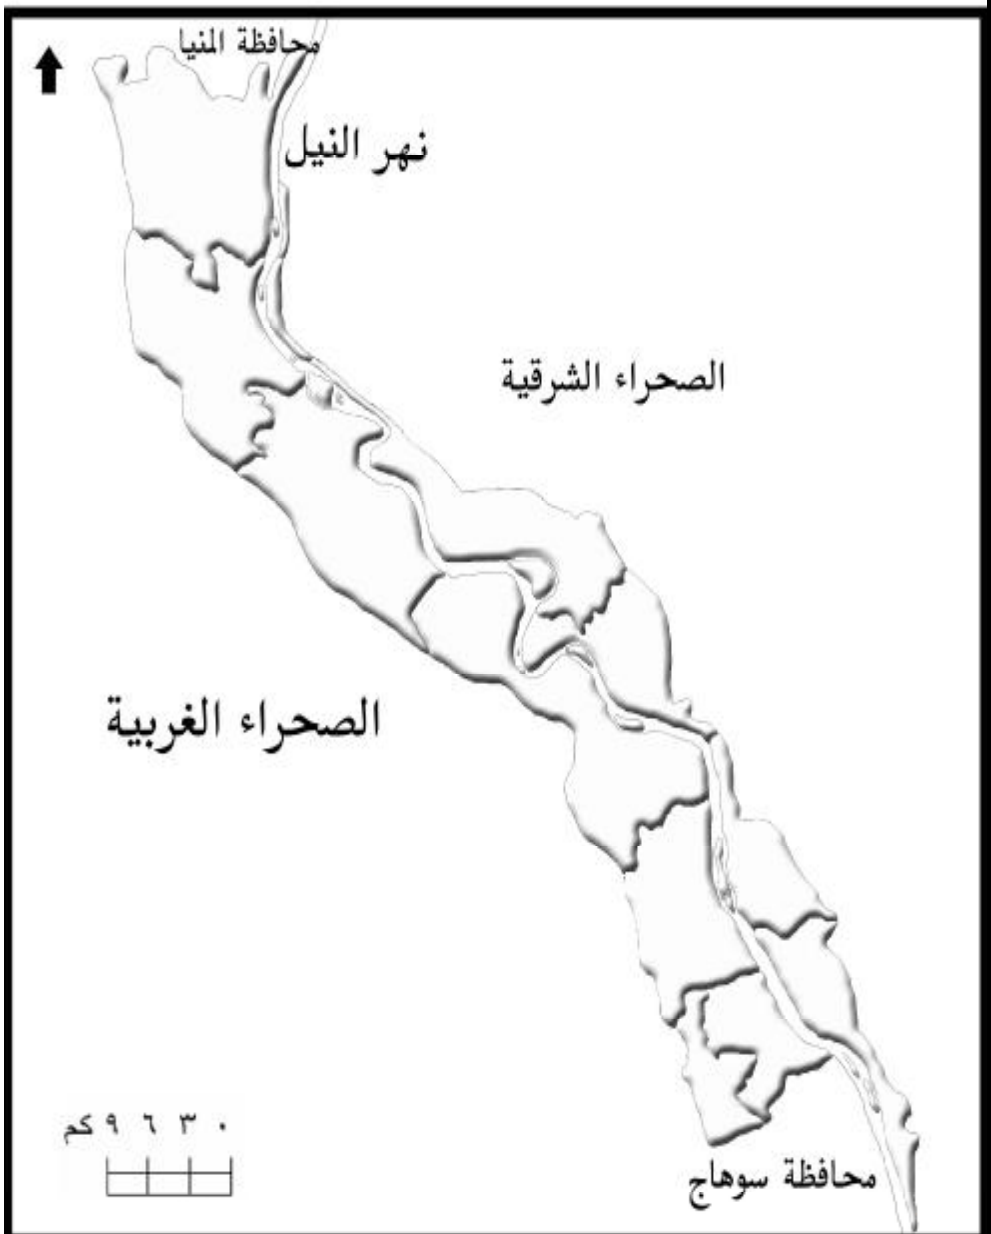 محافظة المنيا
نهر النيل
الصحراء الشرقية
الصحراء الغربية
٠ ٣ ٦ ٩ كم
محافظة سوهاج